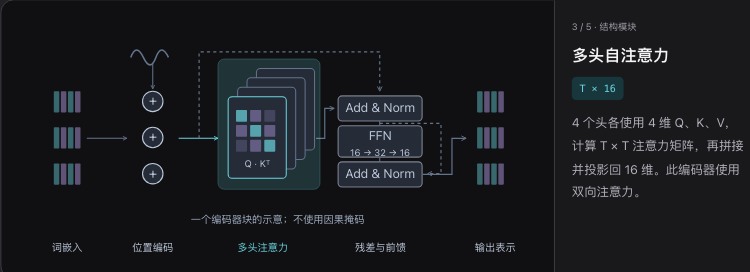 3 / 5 · 结构模块
多头自注意力
T × 16
4 个头各使用 4 维 Q、K、V，
计算 T × T 注意力矩阵，再拼接
并投影回 16 维。此编码器使用
双向注意力。
+
+
+
Q · Kᵀ
Add & Norm
FFN
16 → 32 → 16
Add & Norm
一个编码器块的示意；不使用因果掩码
词嵌入
位置编码
多头注意力
残差与前馈
输出表示